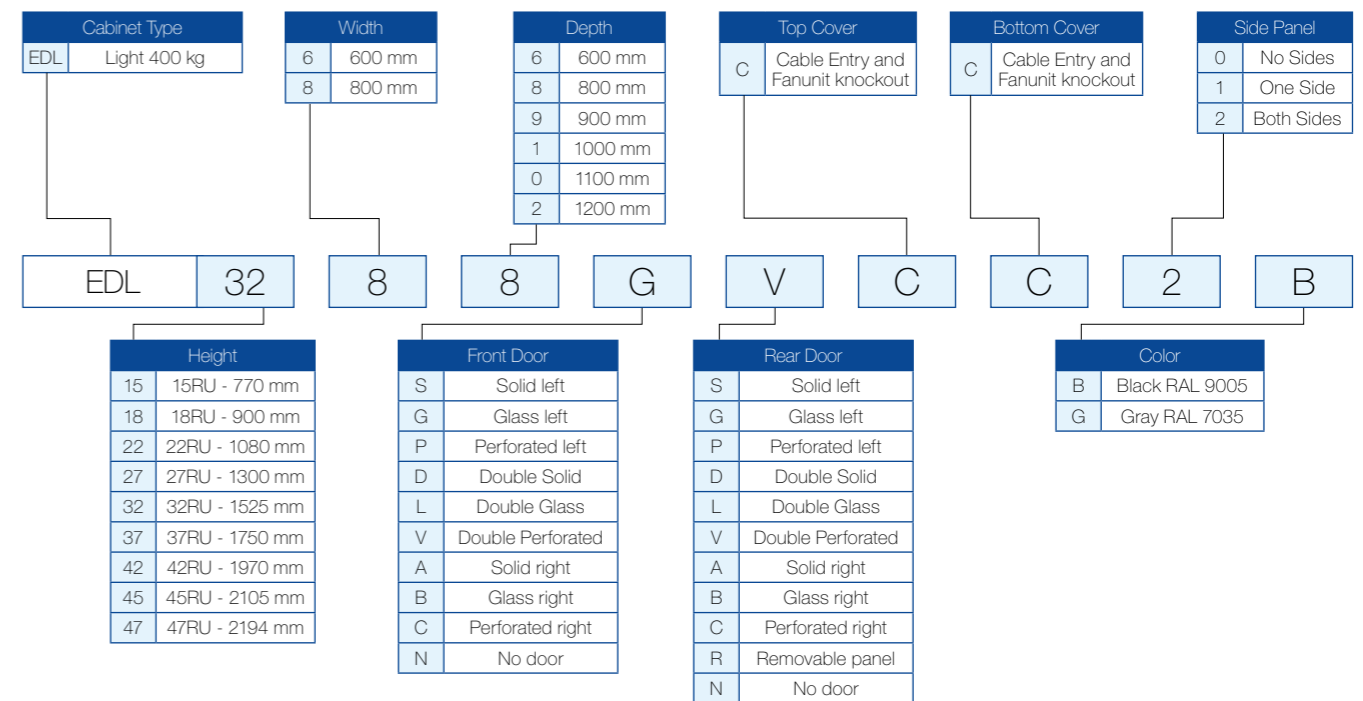 Cabinet Type
EDL Light 400 kg
Width
6 600 mm
8 800 mm
Depth
6 600 mm
8 800 mm
9 900 mm
1 1000 mm
0 1100 mm
2 1200 mm
Top Cover
C Cable Entry and
Fanunit knockout
Bottom Cover
C Cable Entry and
Fanunit knockout
Side Panel
0 No Sides
1 One Side
2 Both Sides
EDL 32 8 8 G V C C 2 B
Height
15 15RU - 770 mm
18 18RU - 900 mm
22 22RU - 1080 mm
27 27RU - 1300 mm
32 32RU - 1525 mm
37 37RU - 1750 mm
42 42RU - 1970 mm
45 45RU - 2105 mm
47 47RU - 2194 mm
Front Door
S Solid left
G Glass left
P Perforated left
D Double Solid
L Double Glass
V Double Perforated
A Solid right
B Glass right
C Perforated right
N No door
Rear Door
S Solid left
G Glass left
P Perforated left
D Double Solid
L Double Glass
V Double Perforated
A Solid right
B Glass right
C Perforated right
R Removable panel
N No door
Color
B Black RAL 9005
G Gray RAL 7035